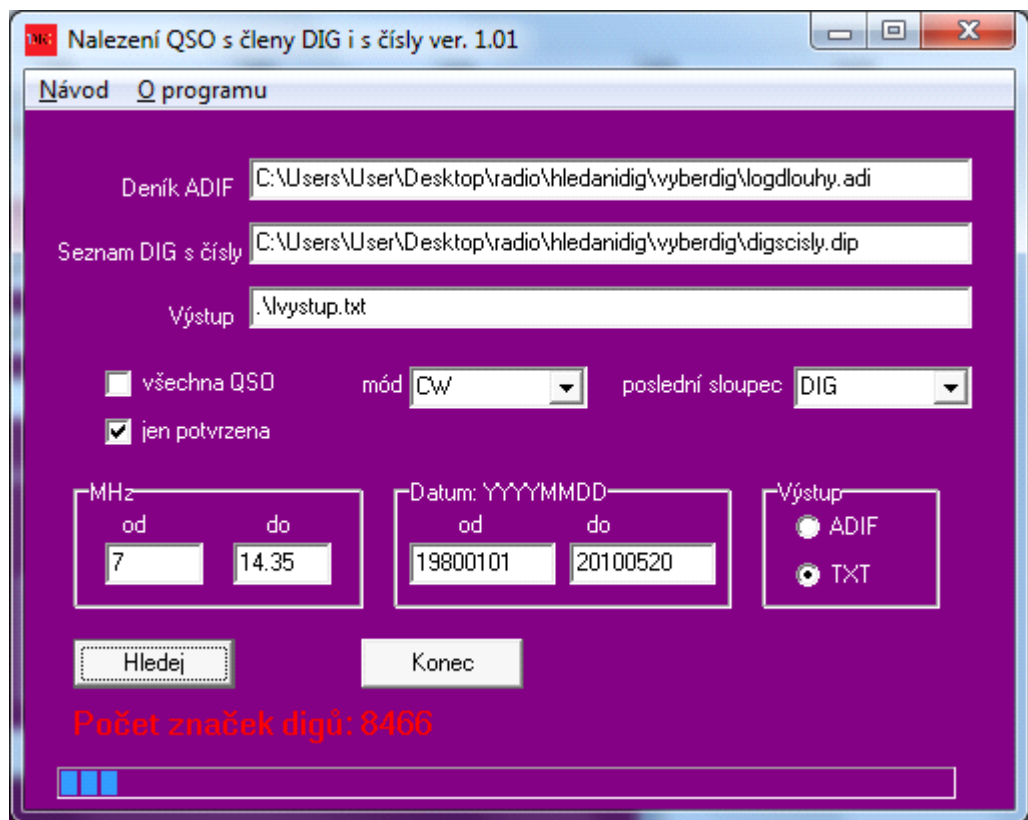 DIG Nalezení QSO s členy DIG i s čísly ver. 1.01
Návod O programu
Deník ADIF C:\Users\User\Desktop\radio\hledanidig\vyberdig\logdlouhy.adi
Seznam DIG s čísly C:\Users\User\Desktop\radio\hledanidig\vyberdig\digscisly.dip
Výstup .\lvystup.txt
všechna QSO mód CW poslední sloupec DIG
jen potvrzena
MHz Datum: YYYYMMDD Výstup
od do od do ADIF
7 14.35 19800101 20100520 TXT
Hledej Konec
Počet značek digů: 8466